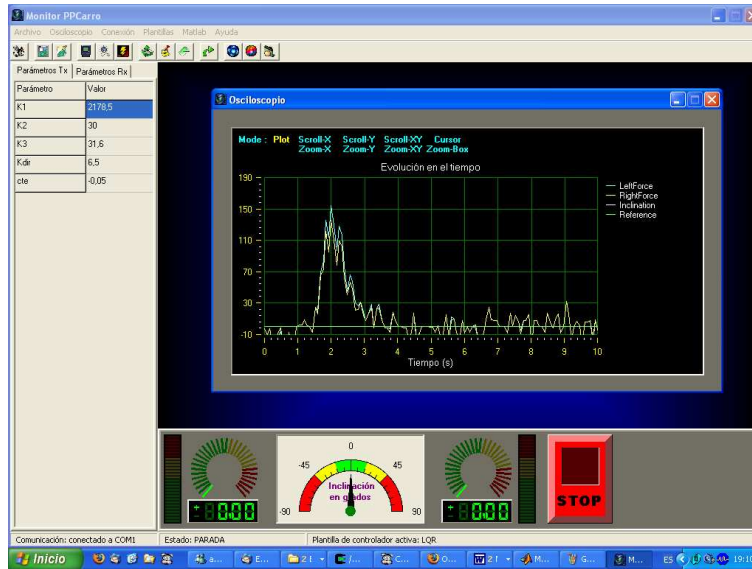 Monitor PPCarro
Archivo Osciloscopio Conexión Plantillas Matlab Ayuda
Parámetros Tx Parámetros Rx
Parámetro Valor
K1 2178,5
K2 30
K3 31,6
Kdir 6,5
cte -0,05
Osciloscopio
Mode : Plot Scroll-X Scroll-Y Scroll-XY Cursor
Zoom-X Zoom-Y Zoom-XY Zoom-Box
Evolución en el tiempo
190
150
110
70
30
-10
0 1 2 3 4 5 6 7 8 9 10
Tiempo (s)
LeftForce
RightForce
Inclination
Reference
0
-45 45
Inclinación
en grados
-90 90
0.00
0.00
STOP
Comunicación: conectado a COM1 Estado: PARADA Plantilla de controlador activa: LQR
Inicio
ES 19:10